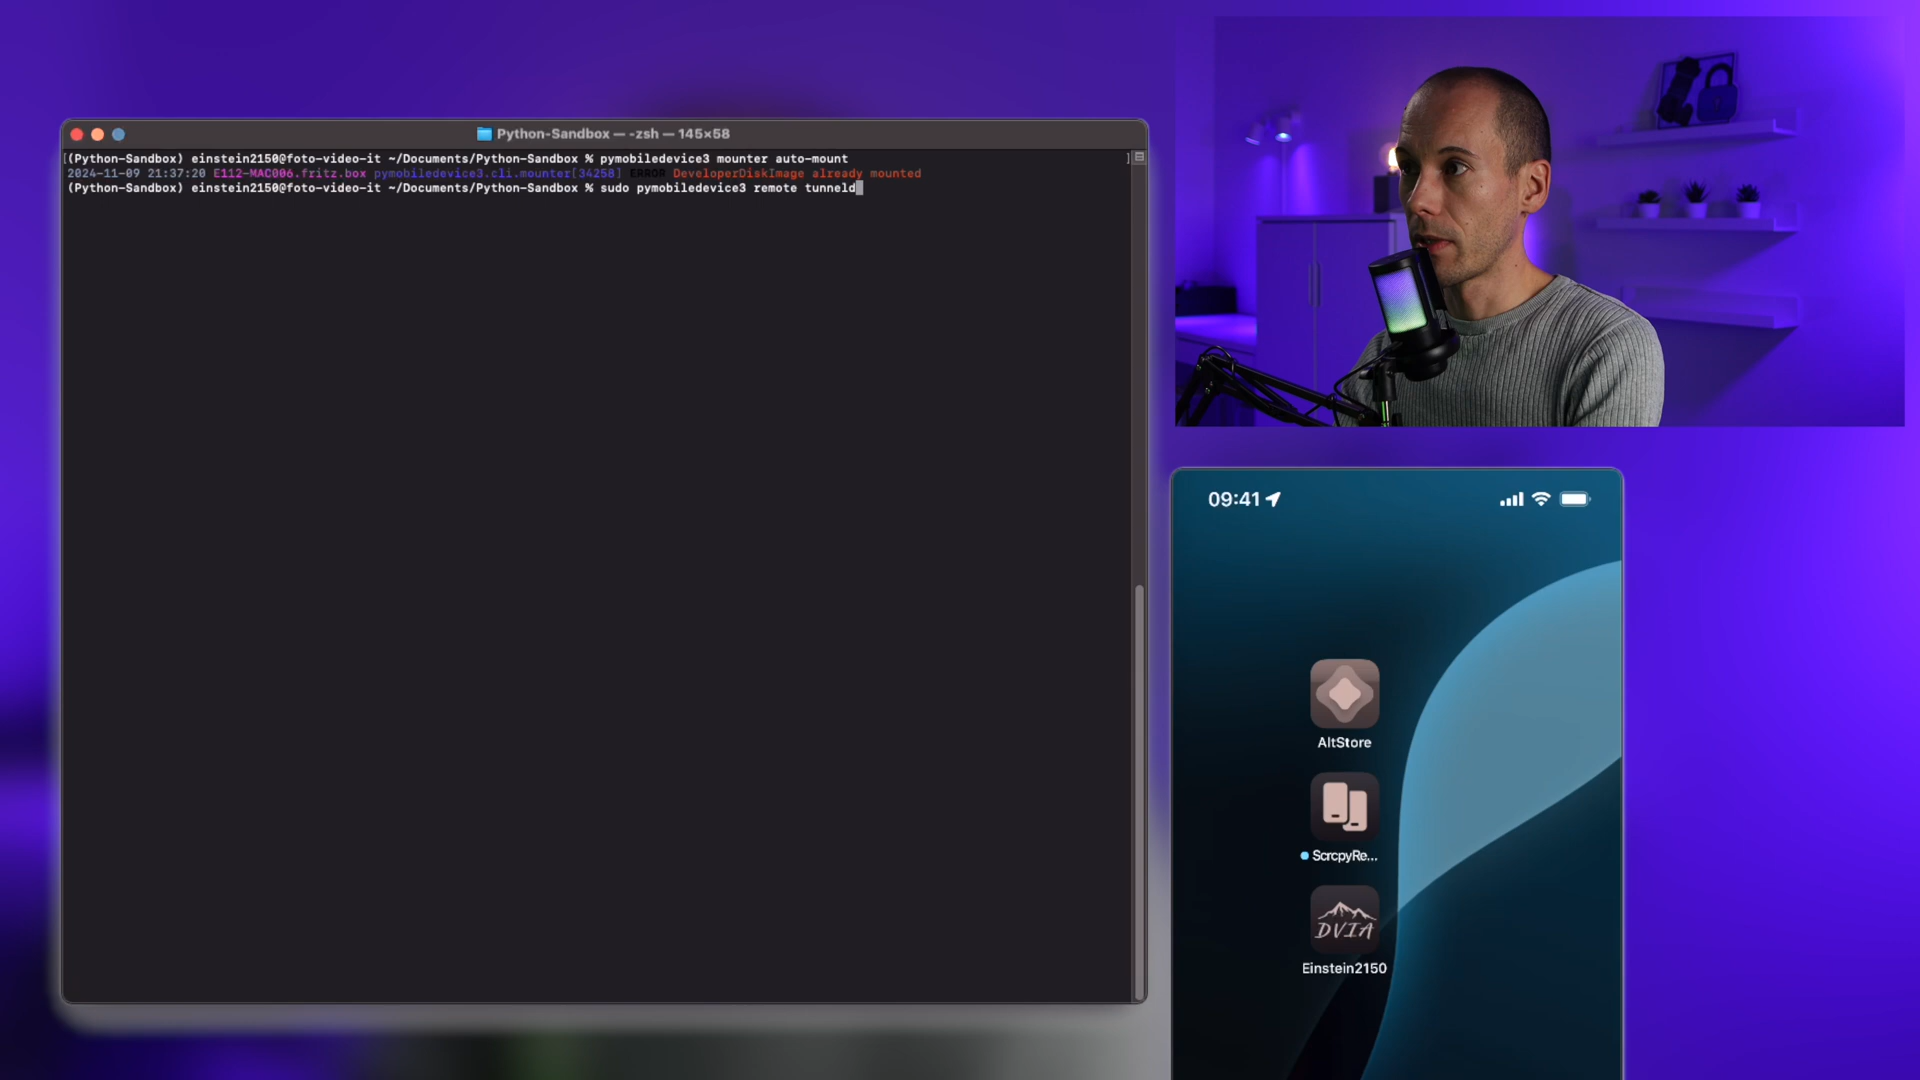 Python-Sandbox — -zsh — 145×58
[(Python-Sandbox) einstein2150@foto-video-it ~/Documents/Python-Sandbox % pymobiledevice3 mounter auto-mount ]
2024-11-09 21:37:20 E112-MAC006.fritz.box pymobiledevice3.cli.mounter[34258] ERROR DeveloperDiskImage already mounted
(Python-Sandbox) einstein2150@foto-video-it ~/Documents/Python-Sandbox % sudo pymobiledevice3 remote tunneld
09:41
AltStore
ScrcpyRe...
DVIA
Einstein2150